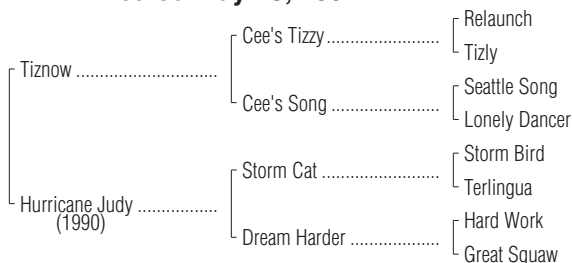 Relaunch
Cee's Tizzy ........................
Tizly
Tiznow ..............................
Seattle Song
Cee's Song .......................
Lonely Dancer
Storm Bird
Storm Cat .........................
Terlingua
Hurricane Judy .................
(1990)
Hard Work
Dream Harder ...................
Great Squaw